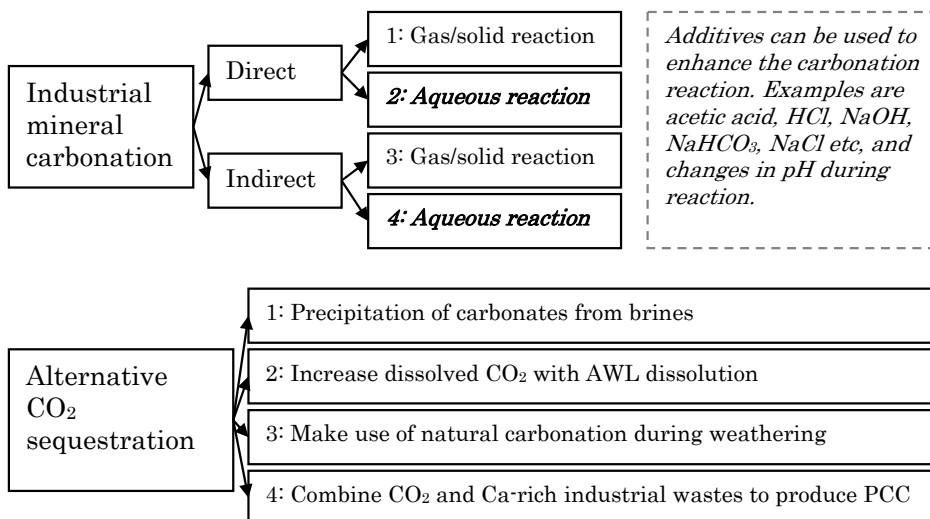 Industrial
mineral
carbonation
Direct
Indirect
1: Gas/solid reaction
2: Aqueous reaction
3: Gas/solid reaction
4: Aqueous reaction
Additives can be used to
enhance the carbonation
reaction. Examples are
acetic acid, HCl, NaOH,
NaHCO₃, NaCl etc, and
changes in pH during
reaction.
Alternative
CO₂
sequestration
1: Precipitation of carbonates from brines
2: Increase dissolved CO₂ with AWL dissolution
3: Make use of natural carbonation during weathering
4: Combine CO₂ and Ca-rich industrial wastes to produce PCC